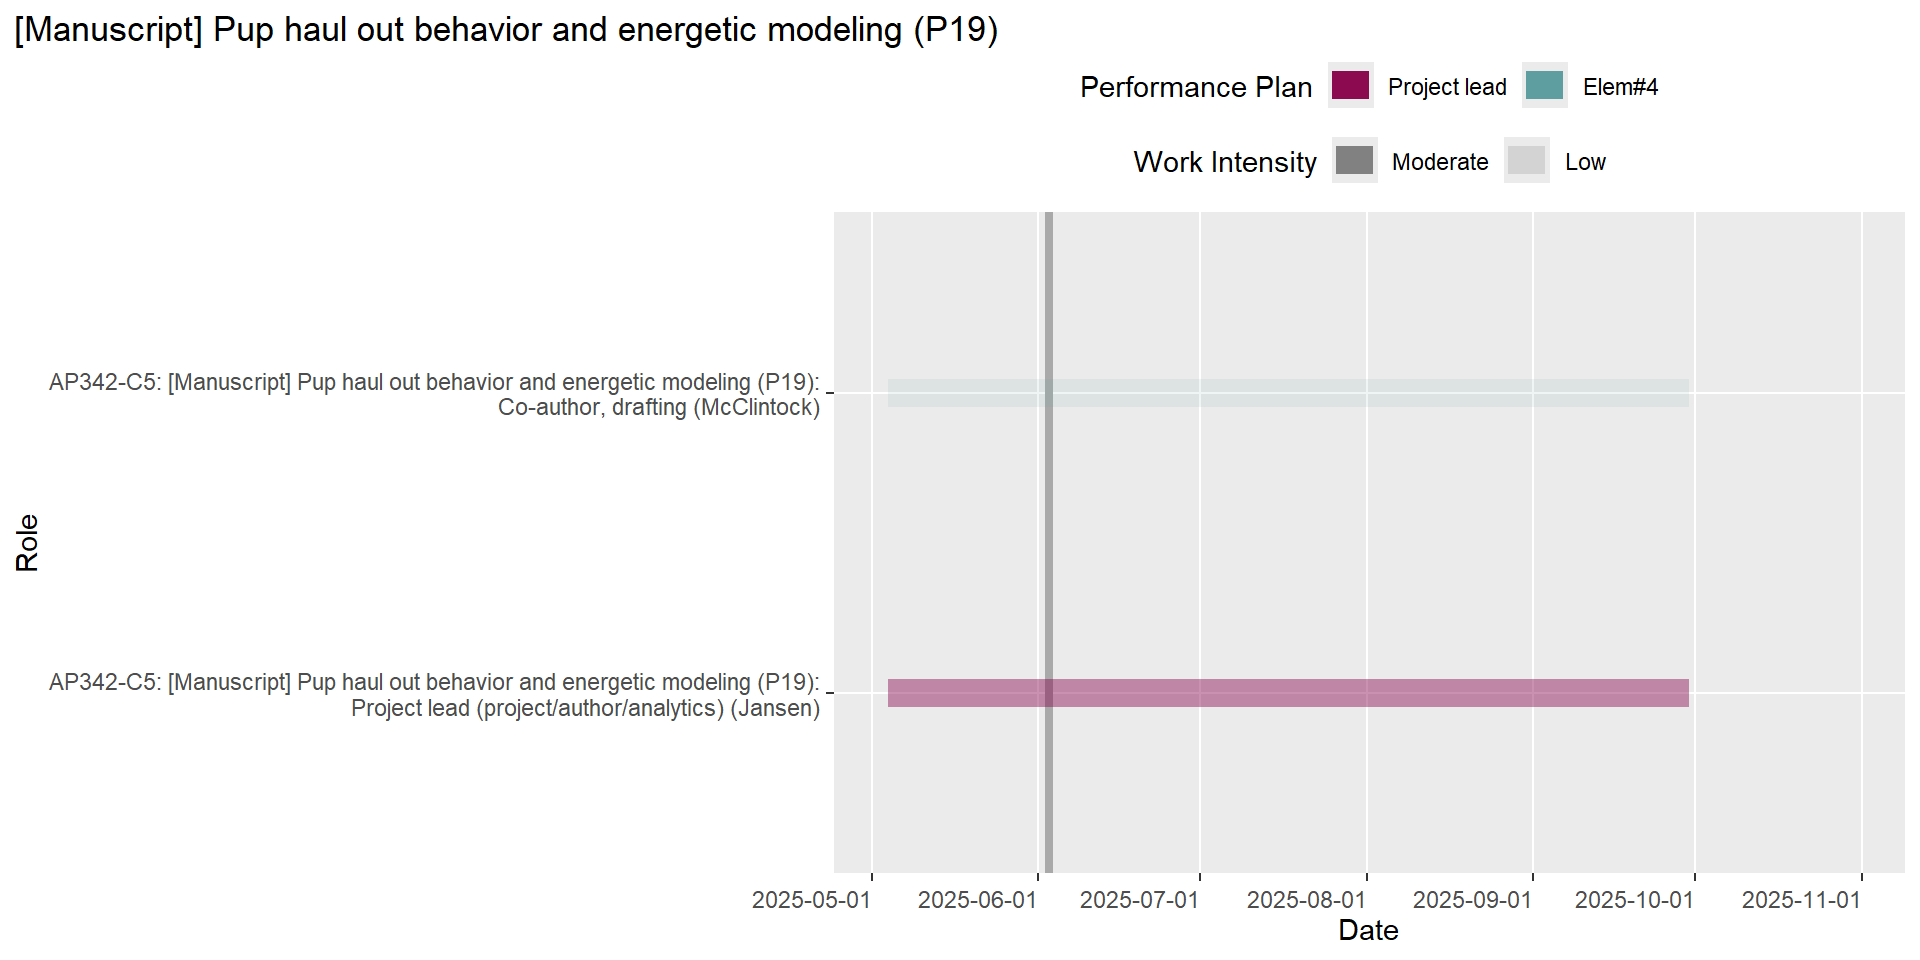 [Manuscript] Pup haul out behavior and energetic modeling (P19)
Performance Plan Project lead Elem#4
Work Intensity Moderate Low
AP342-C5: [Manuscript] Pup haul out behavior and energetic modeling (P19):
Co-author, drafting (McClintock)
Role
AP342-C5: [Manuscript] Pup haul out behavior and energetic modeling (P19):
Project lead (project/author/analytics) (Jansen)
2025-05-01 2025-06-01 2025-07-01 2025-08-01 2025-09-01 2025-10-01 2025-11-01
Date